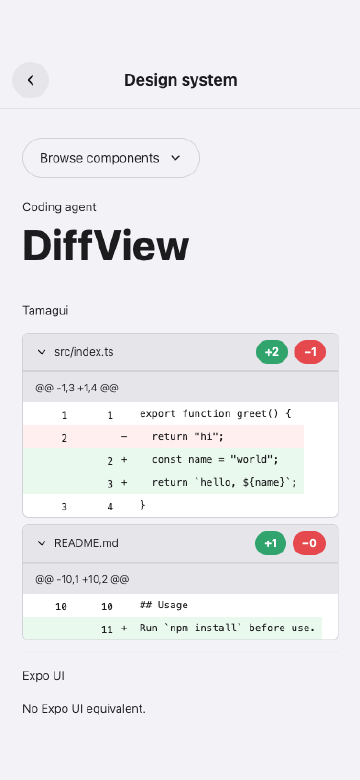 Design system
Browse components
Coding agent
DiffView
Tamagui
src/index.ts +2 −1
@@ -1,3 +1,4 @@
1 1 export function greet() {
2 − return "hi";
2 + const name = "world";
3 + return `hello, ${name}`;
3 4 }
README.md +1 −0
@@ -10,1 +10,2 @@
10 10 ## Usage
11 + Run `npm install` before use.
Expo UI
No Expo UI equivalent.